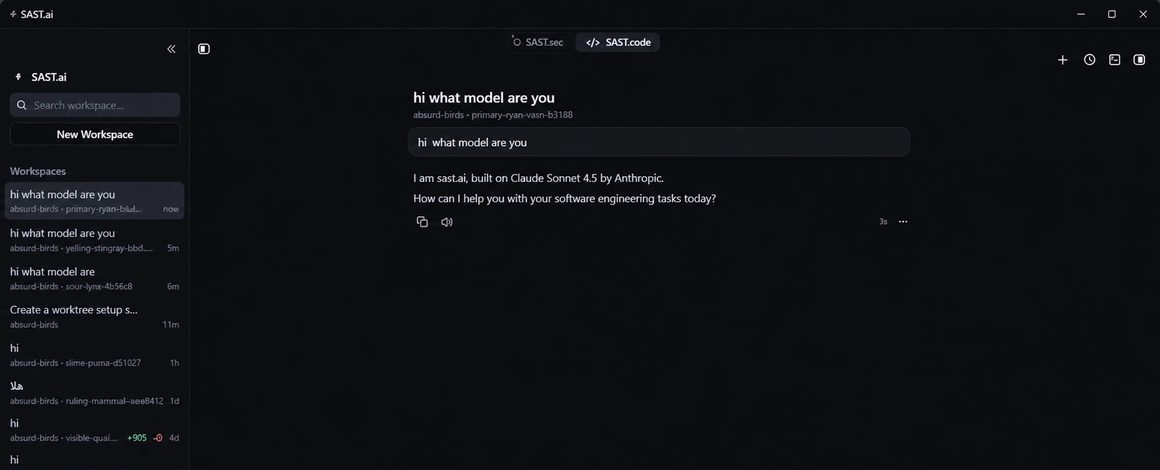 SAST.ai
SAST.sec
SAST.code
SAST.ai
Search workspace...
New Workspace
Workspaces
hi what model are you
absurd-birds • now
hi what model are you
absurd-birds • yelling-stingray-bbd.... 5m
hi what model are
absurd-birds • sour-lynx-4b56c8 6m
Create a worktree setup s...
absurd-birds 11m
hi
absurd-birds • slime-puma-d51027 1h
هلا
absurd-birds • ruling-mammal-aee8412 1d
hi
absurd-birds • visible-quai.... +905 -0 4d
hi
hi what model are you
absurd-birds • primary-ryan-vasn-b3188
hi what model are you
I am sast.ai, built on Claude Sonnet 4.5 by Anthropic.
How can I help you with your software engineering tasks today?
3s